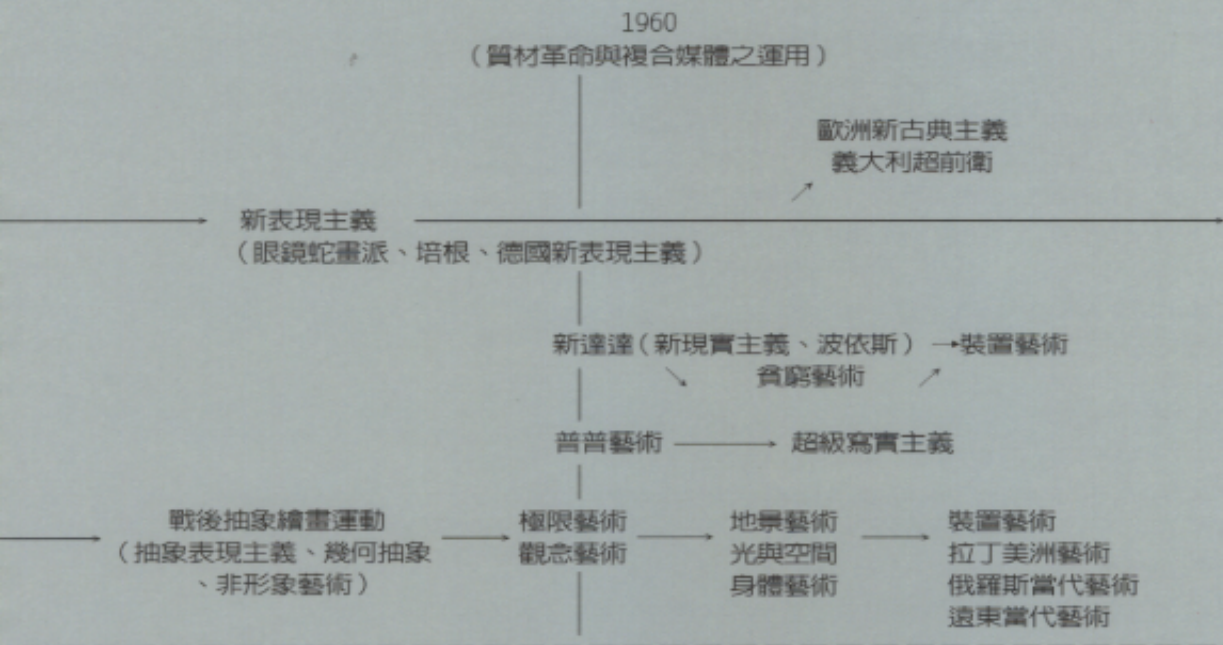 1960
（質材革命與複合媒體之運用）
歐洲新古典主義
義大利超前衛
新表現主義
（眼鏡蛇畫派、培根、德國新表現主義）
新達達（新現實主義、波依斯） 裝置藝術
貧窮藝術
普普藝術 超級寫實主義
戰後抽象繪畫運動
（抽象表現主義、幾何抽象
、非形象藝術）
極限藝術
觀念藝術
地景藝術
光與空間
身體藝術
裝置藝術
拉丁美洲藝術
俄羅斯當代藝術
遠東當代藝術